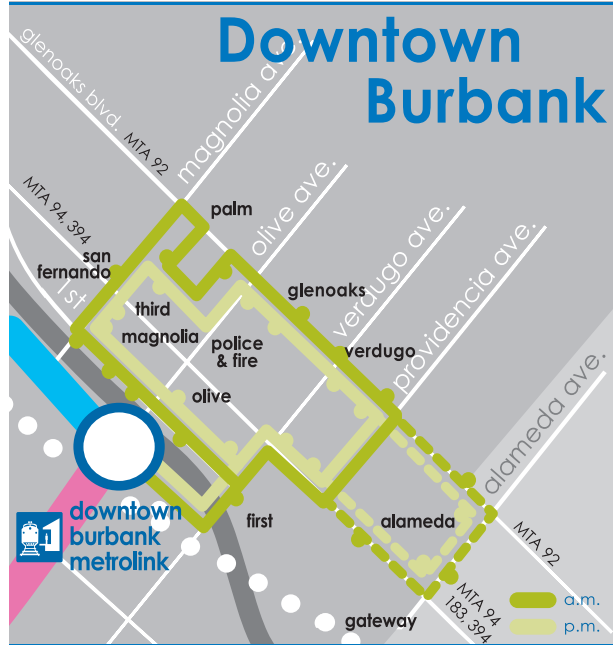 Downtown
Burbank
glenoaks blvd.
MTA 92
magnolia ave.
olive ave.
verdugo ave.
providencia ave.
alameda ave.
MTA 94, 394
palm
san
fernando
1st
third
magnolia
glenoaks
police
& fire
verdugo
olive
first
alameda
downtown
burbank
metrolink
1
gateway
MTA 92
MTA 94
183, 394
a.m.
p.m.